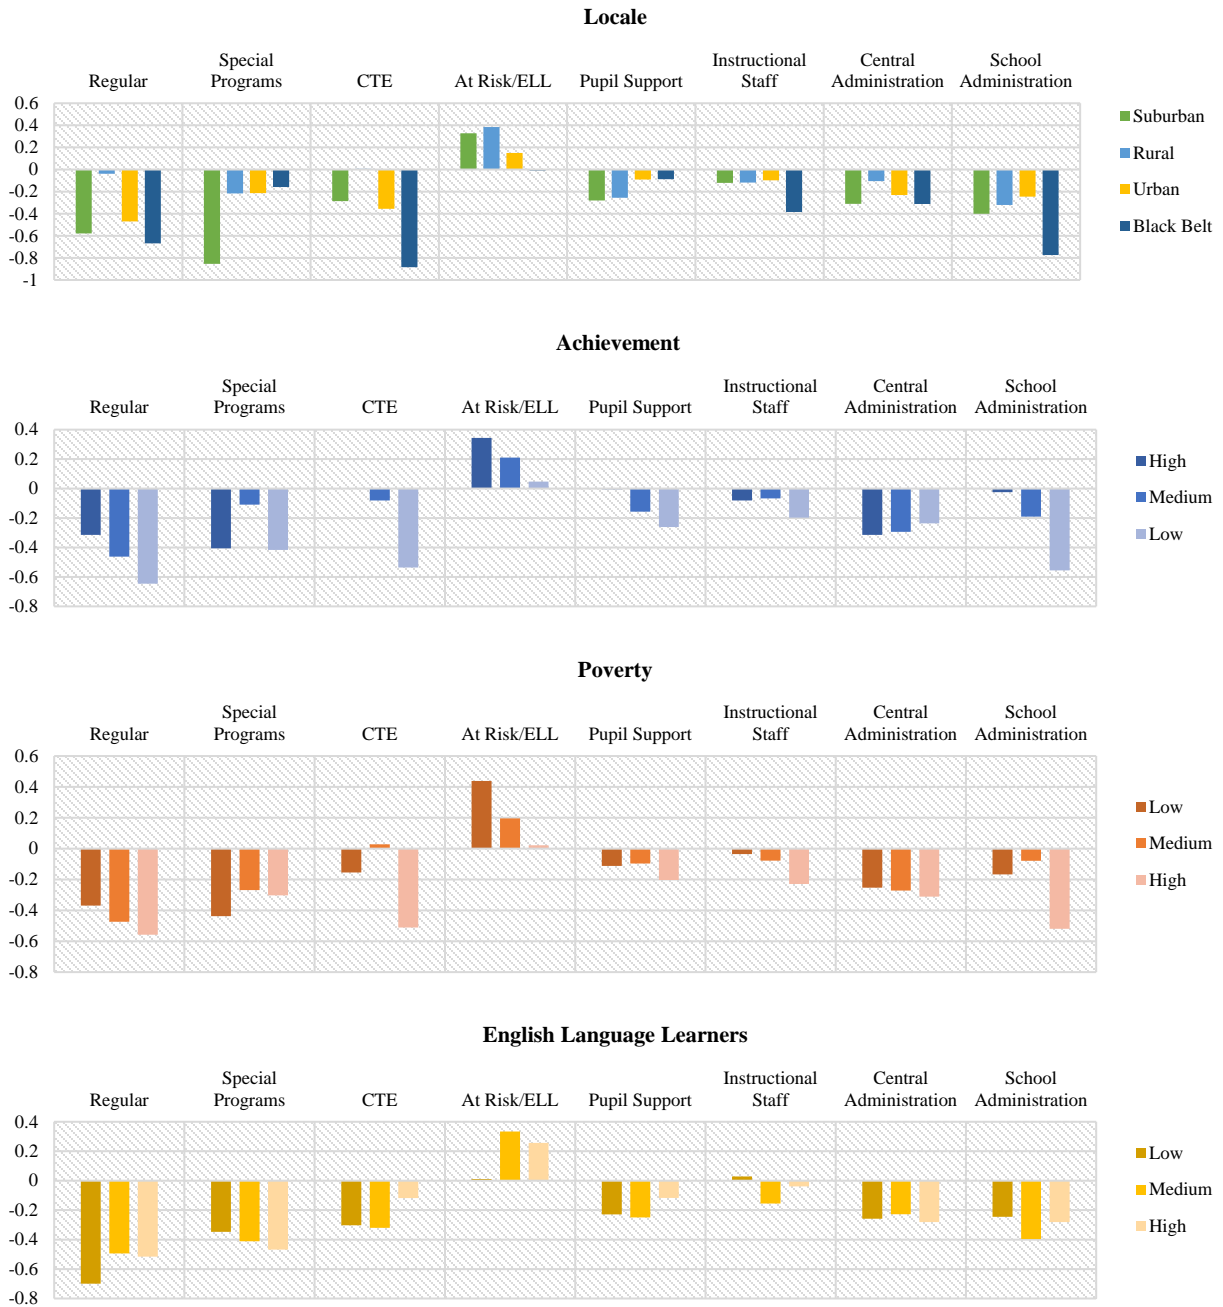 Locale
Regular
Special
Programs
CTE
At Risk/ELL
Pupil Support
Instructional
Staff
Central
Administration
School
Administration
0.6
0.4
0.2
0
-0.2
-0.4
-0.6
-0.8
-1
Suburban
Rural
Urban
Black Belt
Achievement
Regular
Special
Programs
CTE
At Risk/ELL
Pupil Support
Instructional
Staff
Central
Administration
School
Administration
0.4
0.2
0
-0.2
-0.4
-0.6
-0.8
High
Medium
Low
Poverty
Regular
Special
Programs
CTE
At Risk/ELL
Pupil Support
Instructional
Staff
Central
Administration
School
Administration
0.6
0.4
0.2
0
-0.2
-0.4
-0.6
-0.8
Low
Medium
High
English Language Learners
Regular
Special
Programs
CTE
At Risk/ELL
Pupil Support
Instructional
Staff
Central
Administration
School
Administration
0.4
0.2
0
-0.2
-0.4
-0.6
-0.8
Low
Medium
High